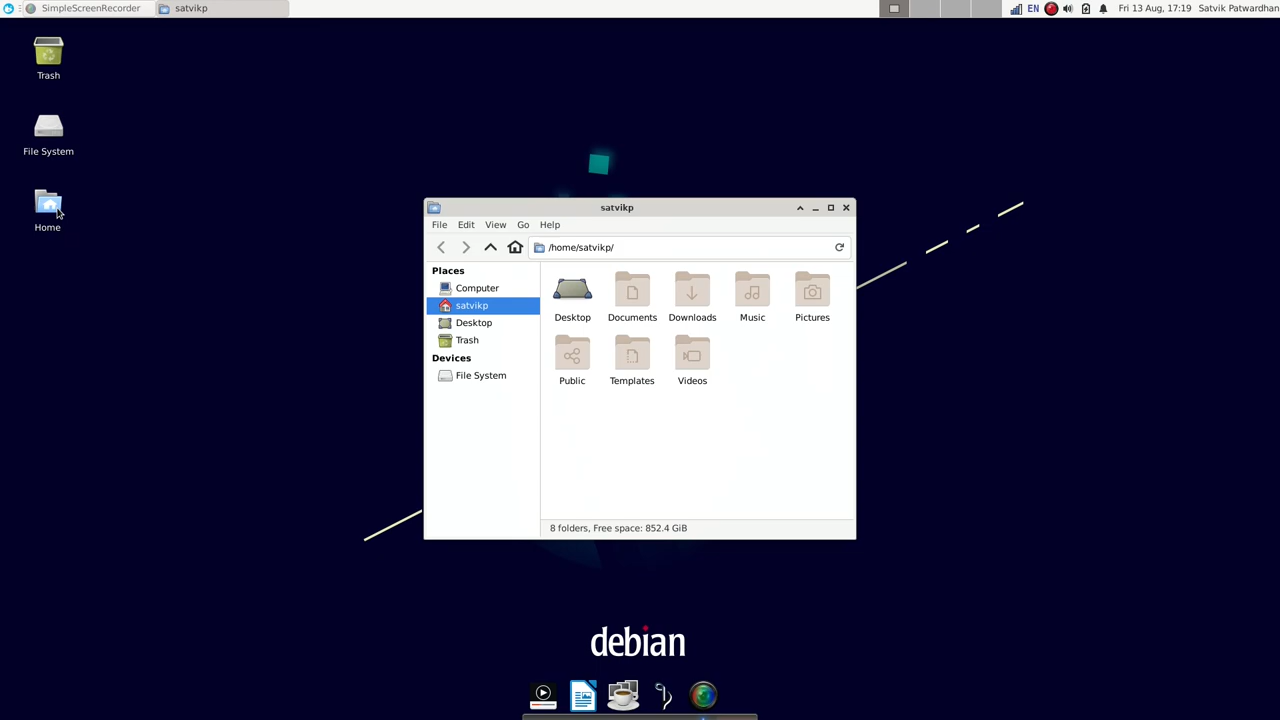 SimpleScreenRecorder
satvikp
EN
Fri 13 Aug, 17:19
Satvik Patwardhan
Trash
File System
Home
satvikp
File Edit View Go Help
/home/satvikp/
Places
Computer
satvikp
Desktop
Trash
Devices
File System
Desktop
Documents
Downloads
Music
Pictures
Public
Templates
Videos
8 folders, Free space: 852.4 GiB
debian